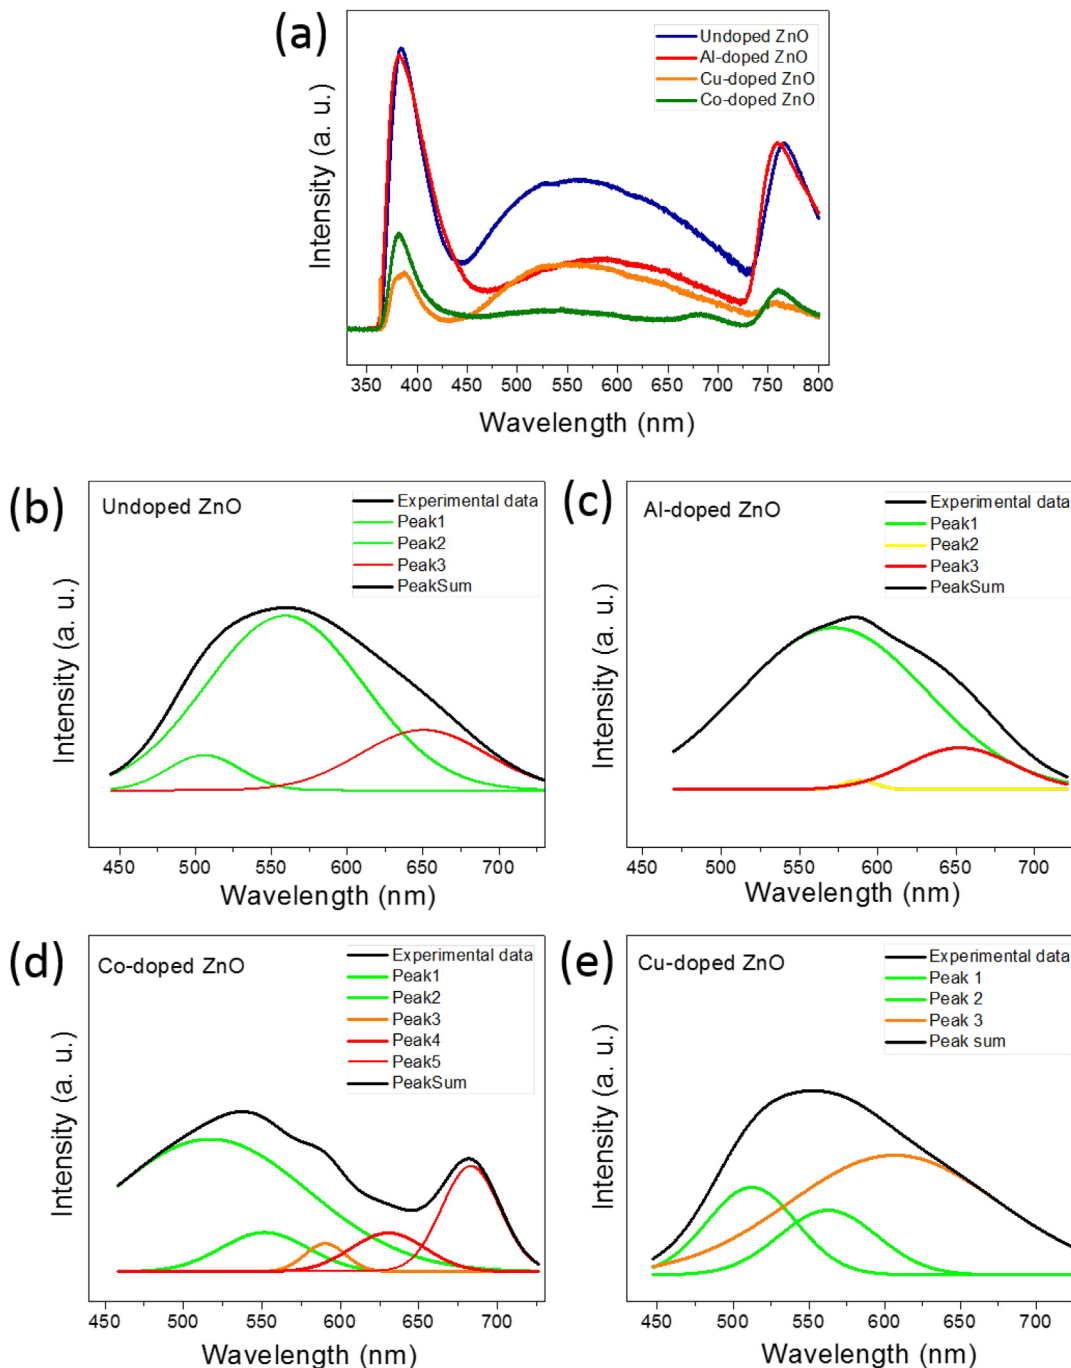 (a)
Undoped ZnO
Al-doped ZnO
Cu-doped ZnO
Co-doped ZnO
Intensity (a. u.)
350 400 450 500 550 600 650 700 750 800
Wavelength (nm)
(b)
Undoped ZnO
Experimental data
Peak1
Peak2
Peak3
PeakSum
Intensity (a. u.)
450 500 550 600 650 700
Wavelength (nm)
(c)
Al-doped ZnO
Experimental data
Peak1
Peak2
Peak3
PeakSum
Intensity (a. u.)
450 500 550 600 650 700
Wavelength (nm)
(d)
Co-doped ZnO
Experimental data
Peak1
Peak2
Peak3
Peak4
Peak5
PeakSum
Intensity (a. u.)
450 500 550 600 650 700
Wavelength (nm)
(e)
Cu-doped ZnO
Experimental data
Peak 1
Peak 2
Peak 3
Peak sum
Intensity (a. u.)
450 500 550 600 650 700
Wavelength (nm)